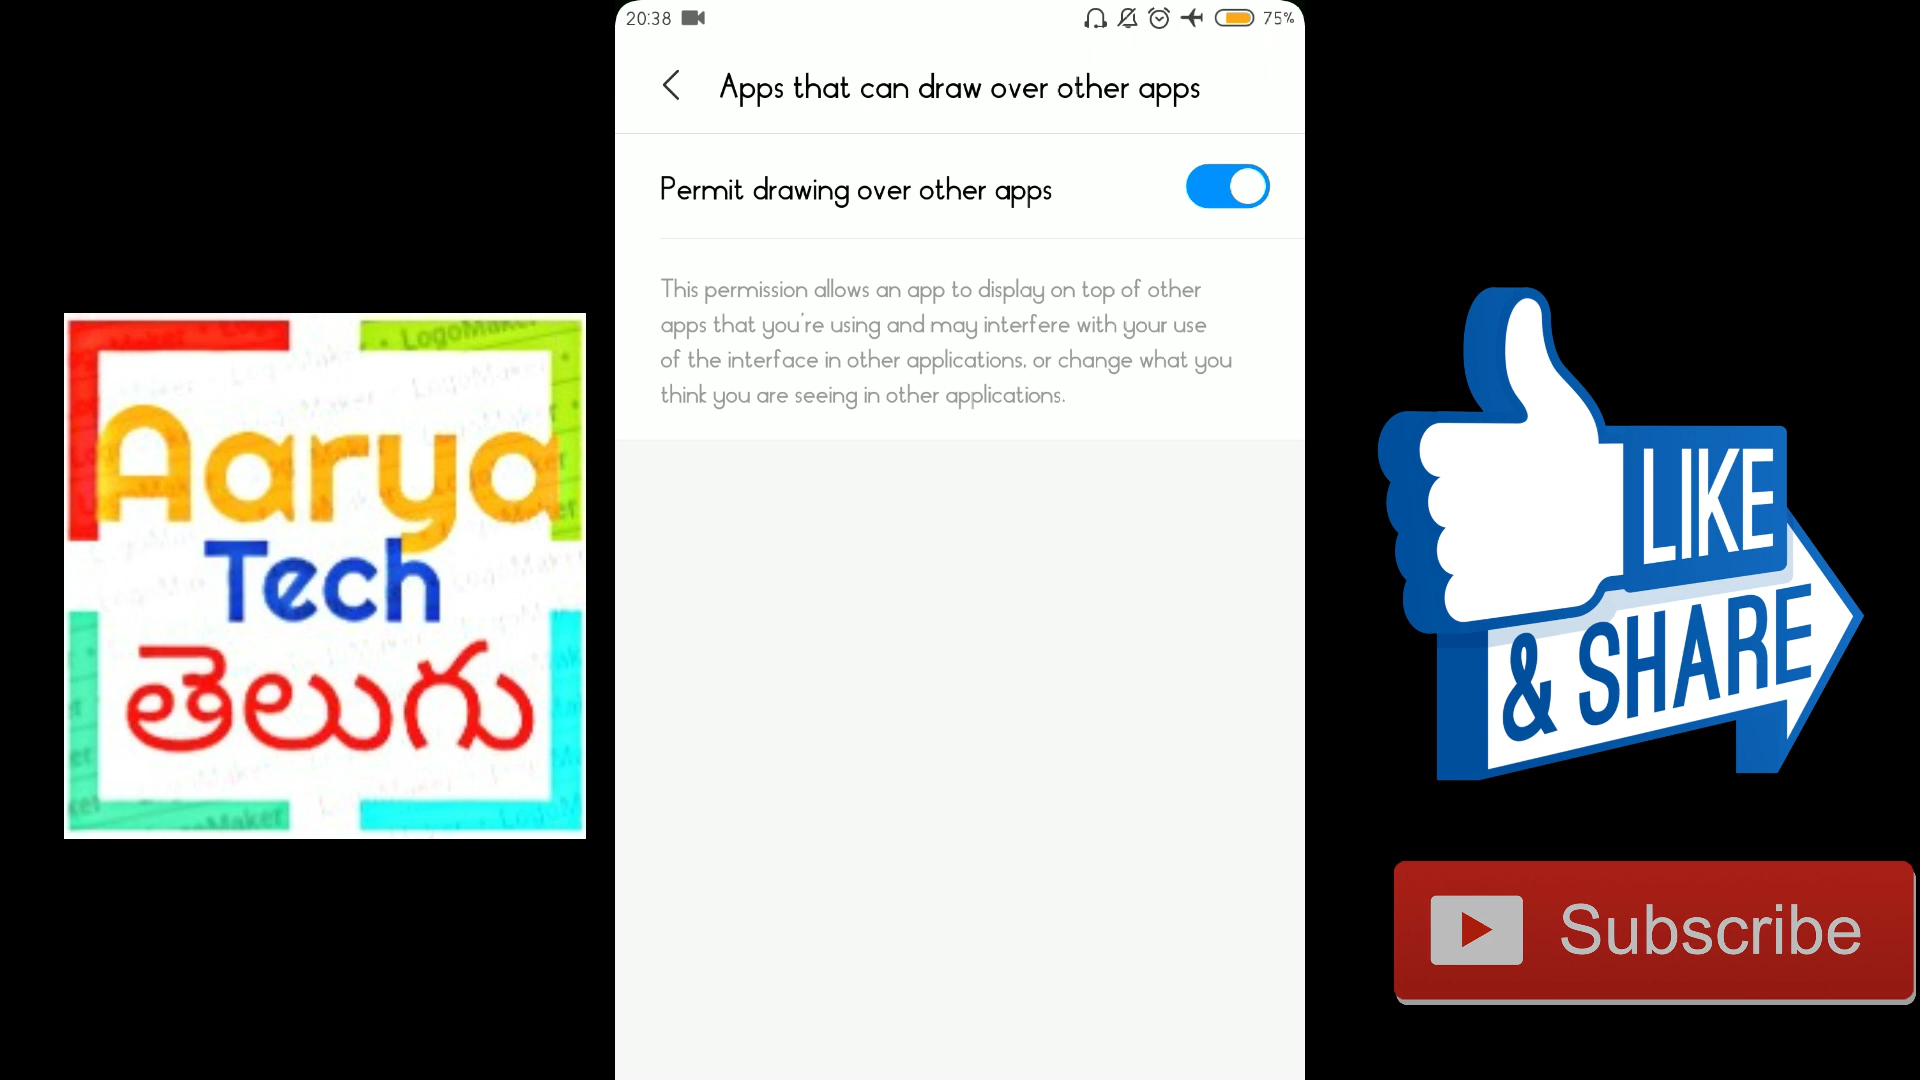 20:38
75%
Apps that can draw over other apps
Permit drawing over other apps
This permission allows an app to display on top of other
apps that you're using and may interfere with your use
of the interface in other applications, or change what you
think you are seeing in other applications.
Aarya
Tech
తెలుగు
LogoMaker
LIKE
& SHARE
Subscribe